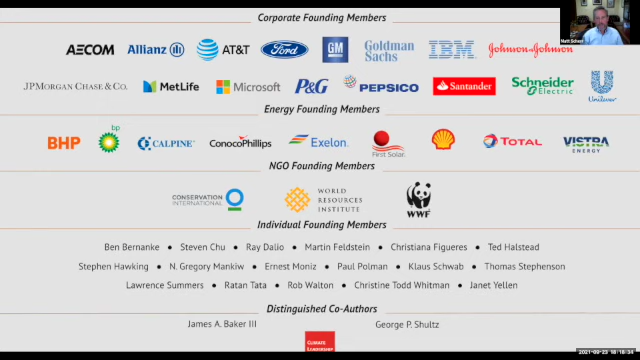 Corporate Founding Members
AECOM Allianz AT&T Ford GM Goldman Sachs IBM Johnson & Johnson
JPMORGAN CHASE & CO. MetLife Microsoft P&G PEPSICO Santander Schneider Electric Unilever
Energy Founding Members
BHP bp CALPINE ConocoPhillips Exelon First Solar TOTAL VISTRA ENERGY
NGO Founding Members
CONSERVATION INTERNATIONAL WORLD RESOURCES INSTITUTE WWF
Individual Founding Members
Ben Bernanke • Steven Chu • Ray Dalio • Martin Feldstein • Christiana Figueres • Ted Halstead
Stephen Hawking • N. Gregory Mankiw • Ernest Moniz • Paul Polman • Klaus Schwab • Thomas Stephenson
Lawrence Summers • Ratan Tata • Rob Walton • Christine Todd Whitman • Janet Yellen
Distinguished Co-Authors
James A. Baker III George P. Shultz
CLIMATE
LEADERSHIP